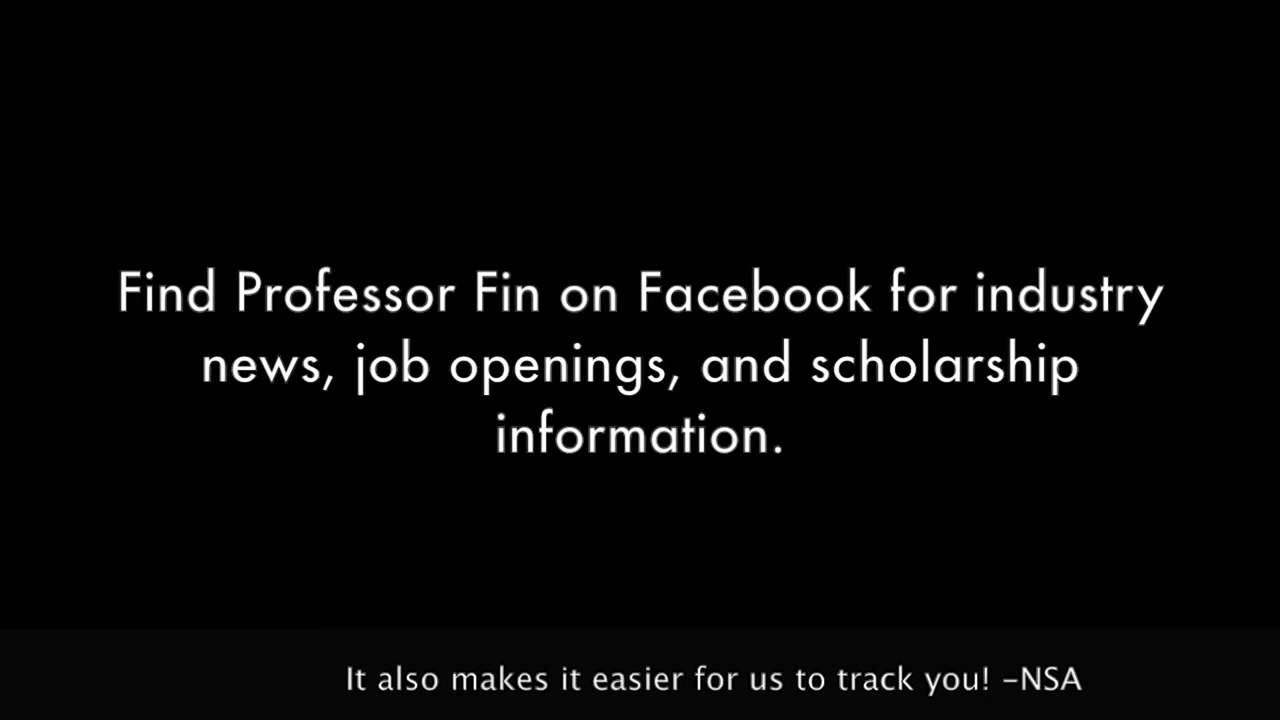 Find Professor Fin on Facebook for industry
news, job openings, and scholarship
information.
It also makes it easier for us to track you! –NSA